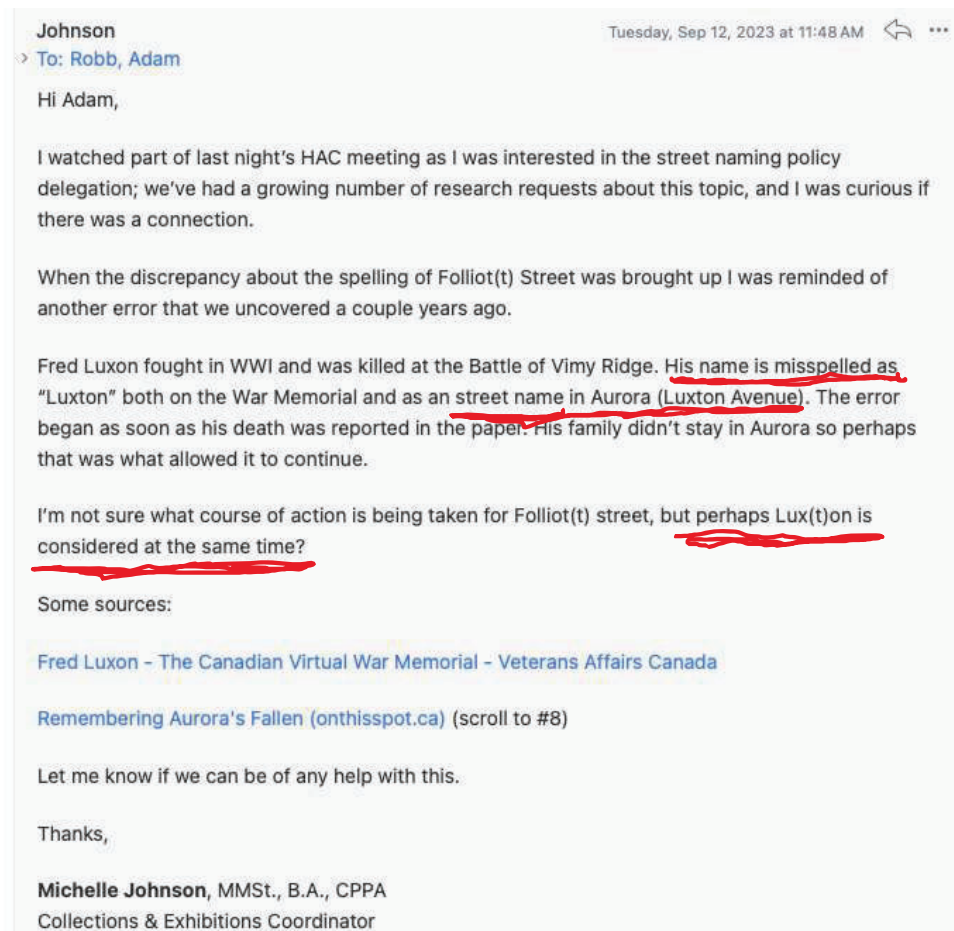 Johnson
Tuesday, Sep 12, 2023 at 11:48 AM
To: Robb, Adam
Hi Adam,
I watched part of last night's HAC meeting as I was interested in the street naming policy
delegation; we've had a growing number of research requests about this topic, and I was curious if
there was a connection.
When the discrepancy about the spelling of Folliot(t) Street was brought up I was reminded of
another error that we uncovered a couple years ago.
Fred Luxon fought in WWI and was killed at the Battle of Vimy Ridge. His name is misspelled as
"Luxton" both on the War Memorial and as an street name in Aurora (Luxton Avenue). The error
began as soon as his death was reported in the paper. His family didn't stay in Aurora so perhaps
that was what allowed it to continue.
I'm not sure what course of action is being taken for Folliot(t) street, but perhaps Lux(t)on is
considered at the same time?
Some sources:
Fred Luxon - The Canadian Virtual War Memorial - Veterans Affairs Canada
Remembering Aurora's Fallen (onthisspot.ca) (scroll to #8)
Let me know if we can be of any help with this.
Thanks,
Michelle Johnson, MMSt., B.A., CPPA
Collections & Exhibitions Coordinator